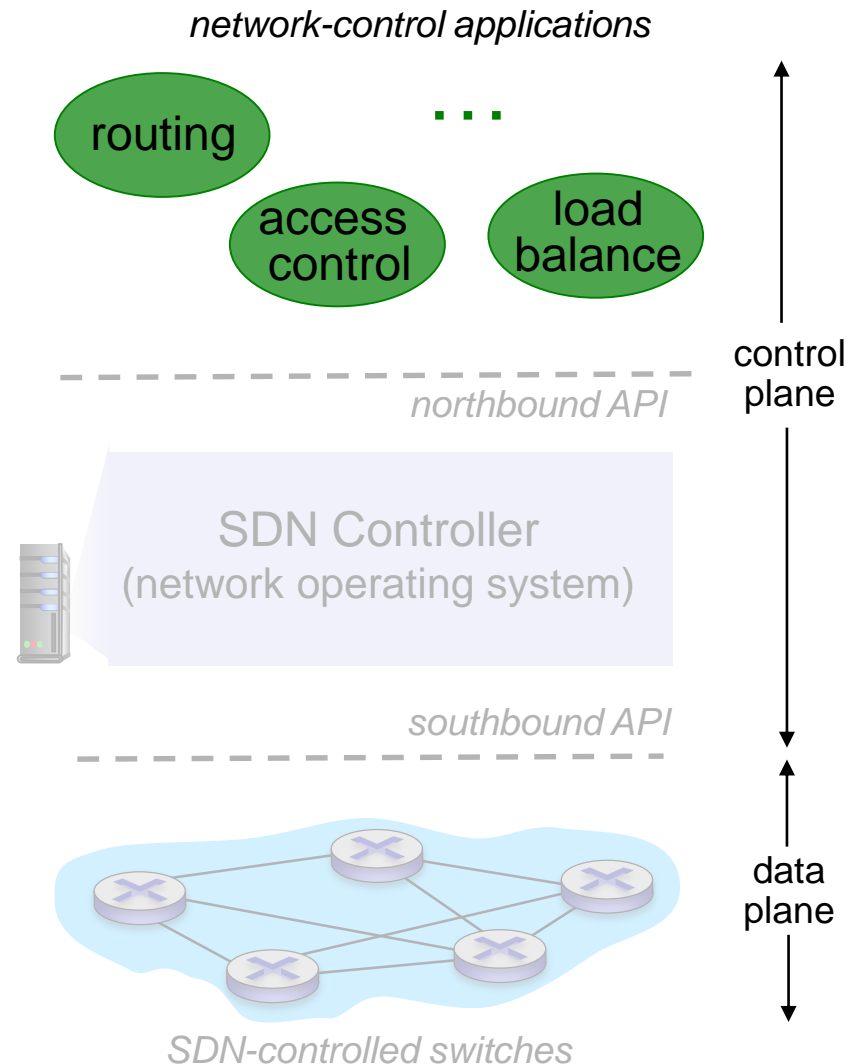 network-control applications
routing
...
access
control
load
balance
control
plane
northbound API
SDN Controller
(network operating system)
southbound API
data
plane
SDN-controlled switches